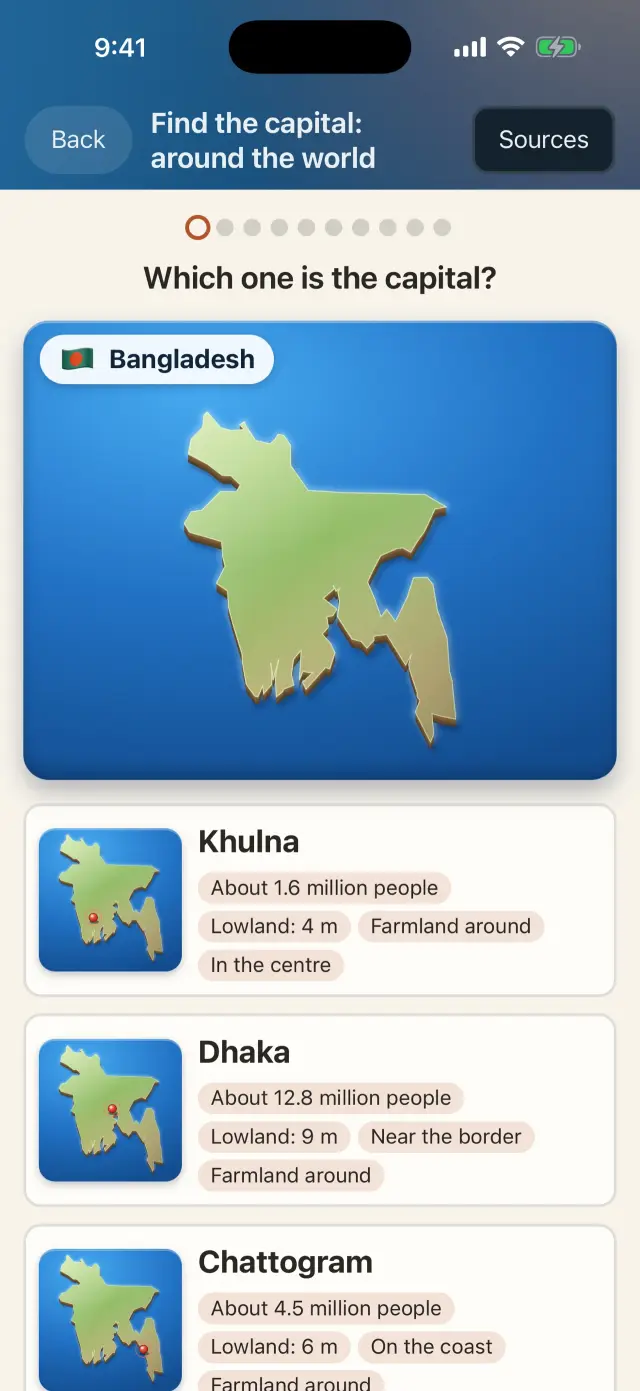 9:41
Back
Find the capital:
around the world
Sources
Which one is the capital?
Bangladesh
Khulna
About 1.6 million people
Lowland: 4 m
Farmland around
In the centre
Dhaka
About 12.8 million people
Lowland: 9 m
Near the border
Farmland around
Chattogram
About 4.5 million people
Lowland: 6 m
On the coast
Farmland around